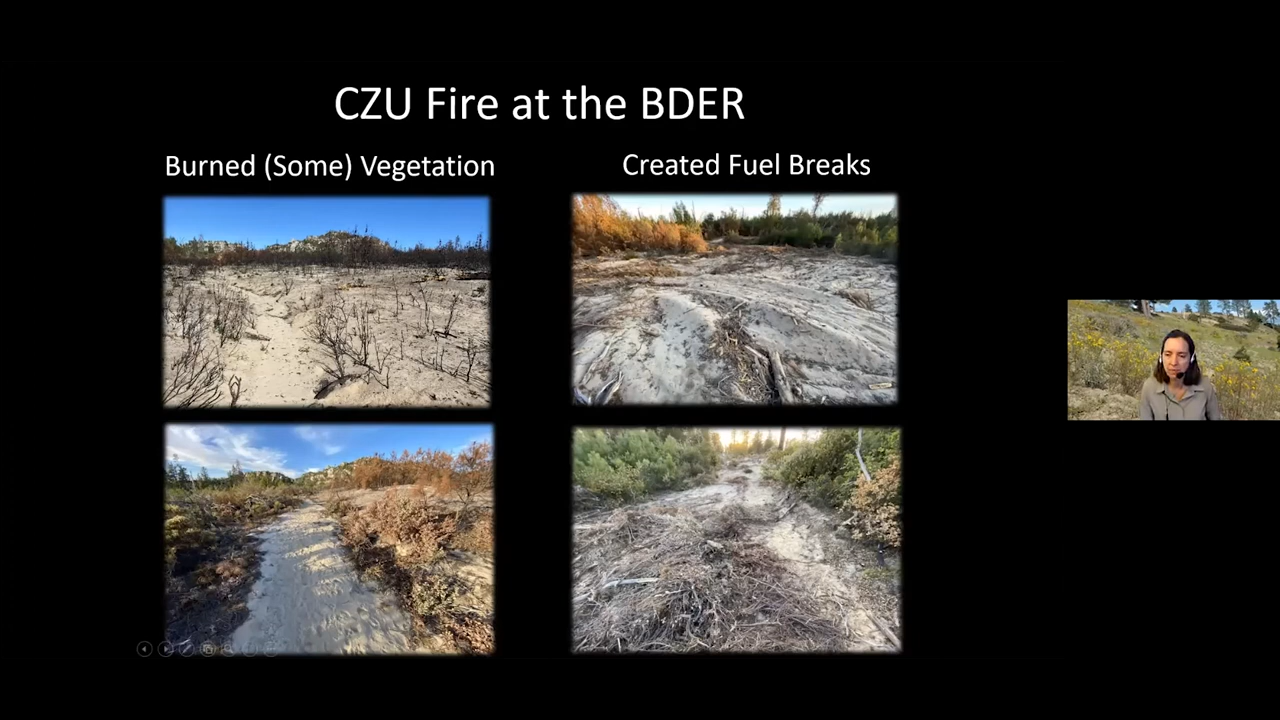 CZU Fire at the BDER
Burned (Some) Vegetation
Created Fuel Breaks